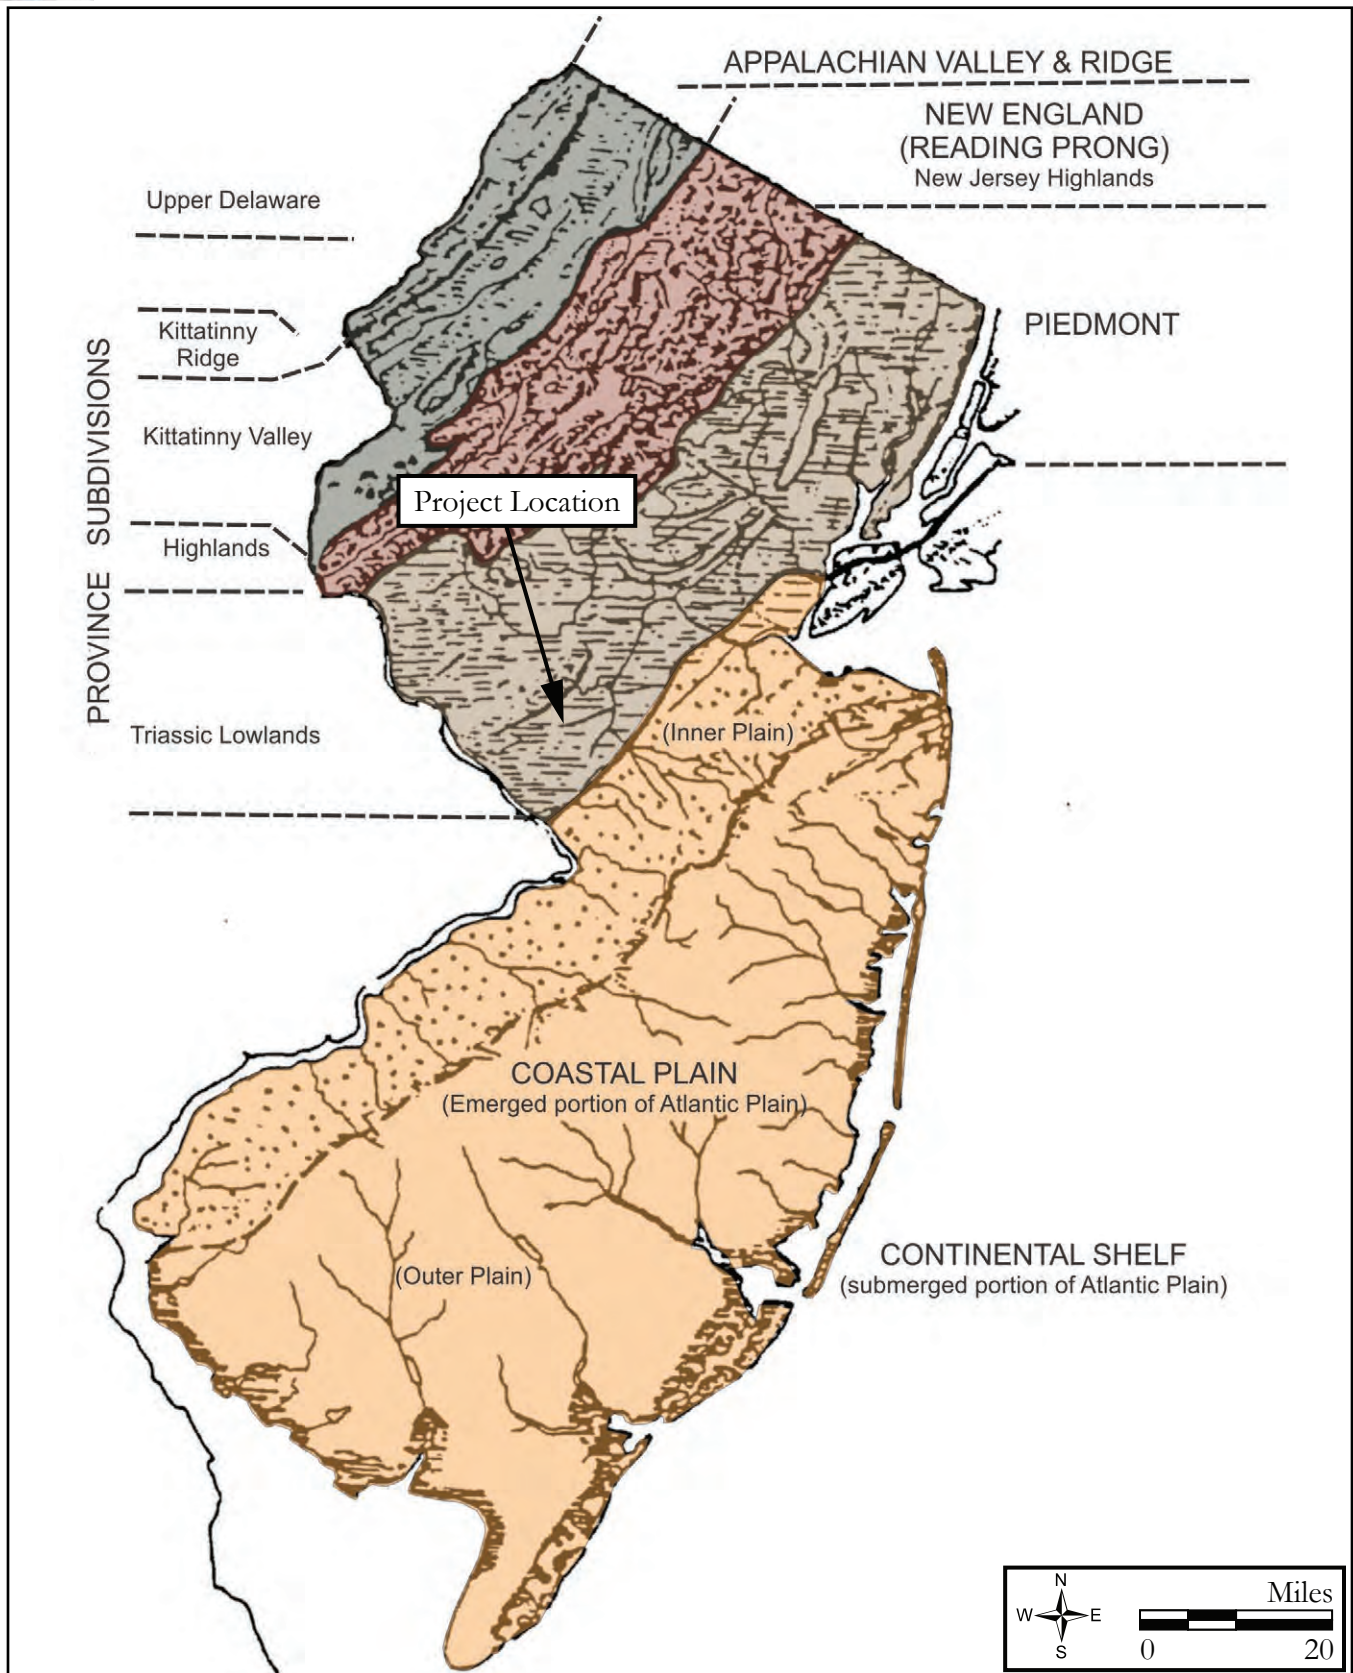 APPALACHIAN VALLEY & RIDGE
NEW ENGLAND
(READING PRONG)
New Jersey Highlands
Upper Delaware
PIEDMONT
Kittatinny
Ridge
PROVINCE SUBDIVISIONS
Kittatinny Valley
Project Location
Highlands
Triassic Lowlands
(Inner Plain)
COASTAL PLAIN
(Emerged portion of Atlantic Plain)
CONTINENTAL SHELF
(submerged portion of Atlantic Plain)
(Outer Plain)
N
W E
S
Miles
0 20